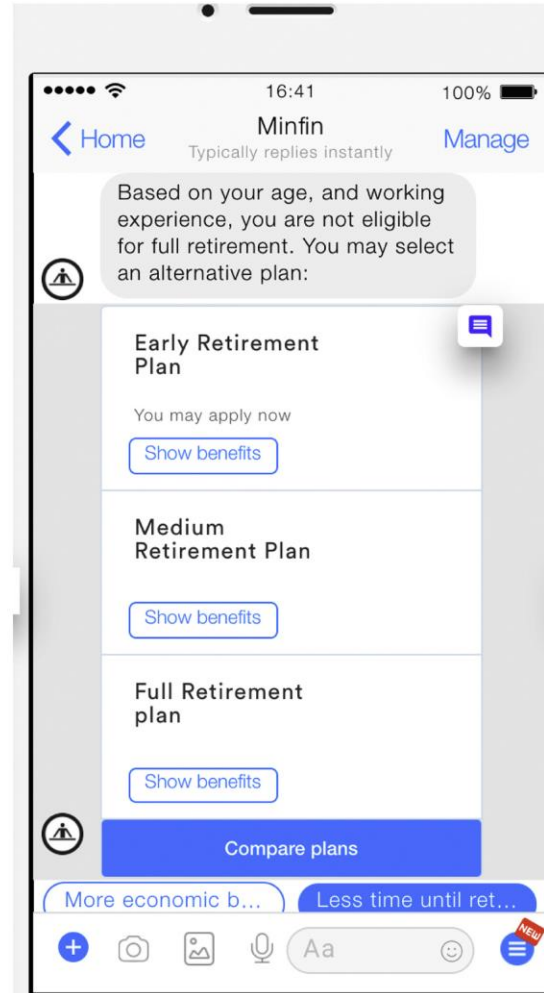 16:41
100%
Home
Minfin
Manage
Typically replies instantly
Based on your age, and working
experience, you are not eligible
for full retirement. You may select
an alternative plan:
Early Retirement
Plan
You may apply now
Show benefits
Medium
Retirement Plan
Show benefits
Full Retirement
plan
Show benefits
Compare plans
More economic b...
Less time until ret...
Aa
NEW